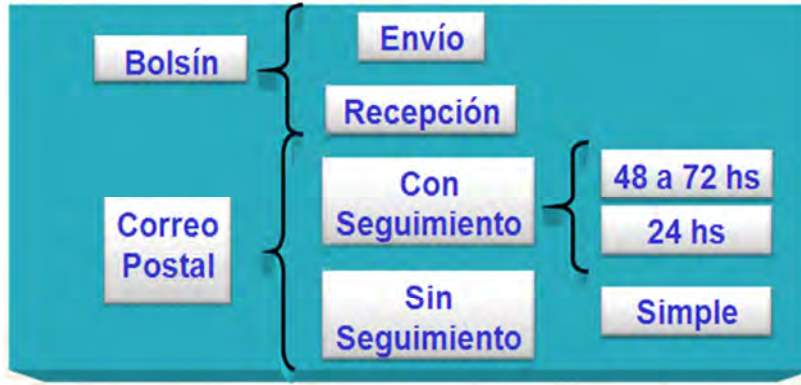 Bolsín
Envío
Recepción
Correo
Postal
Con
Seguimiento
48 a 72 hs
24 hs
Sin
Seguimiento
Simple